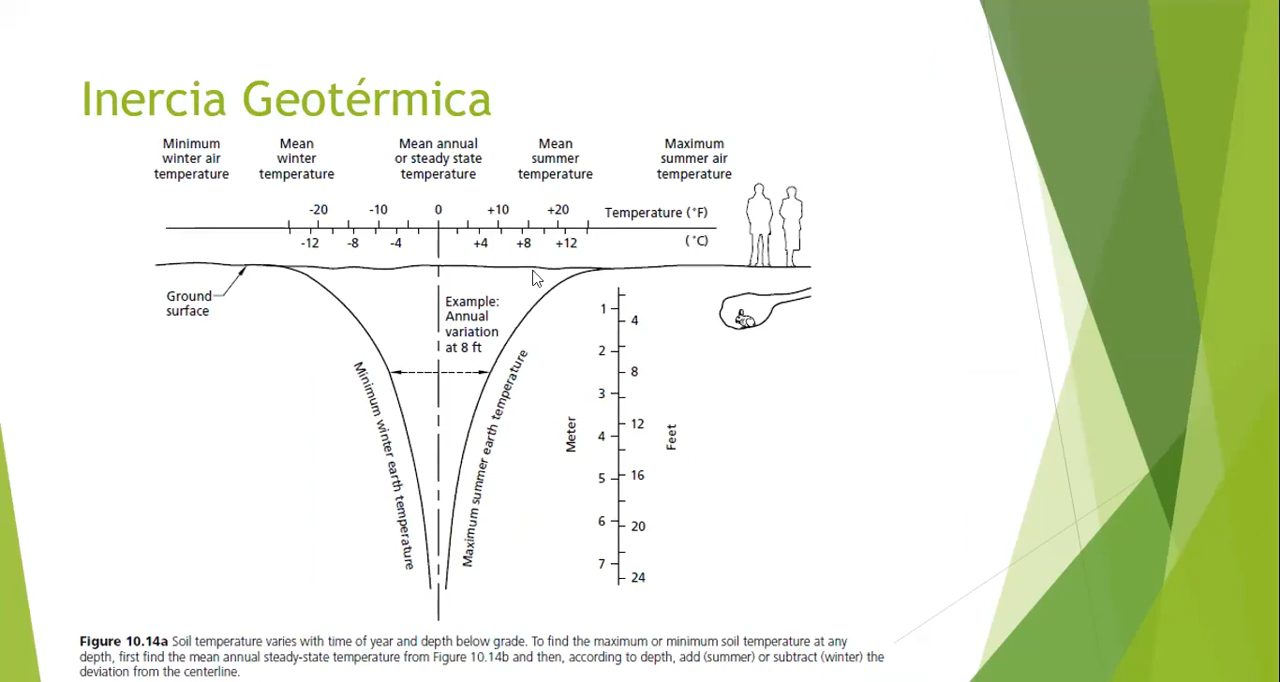 Inercia Geotérmica
Minimum
winter air
temperature
Mean
winter
temperature
Mean annual
or steady state
temperature
Mean
summer
temperature
Maximum
summer air
temperature
-20 -10 0 +10 +20 Temperature (°F)
-12 -8 -4 +4 +8 +12 (°C)
Ground
surface
Example:
Annual
variation
at 8 ft
Minimum winter earth temperature
Maximum summer earth temperature
Meter
1
2
3
4
5
6
7
Feet
4
8
12
16
20
24
Figure 10.14a Soil temperature varies with time of year and depth below grade. To find the maximum or minimum soil temperature at any
depth, first find the mean annual steady-state temperature from Figure 10.14b and then, according to depth, add (summer) or subtract (winter) the
deviation from the centerline.